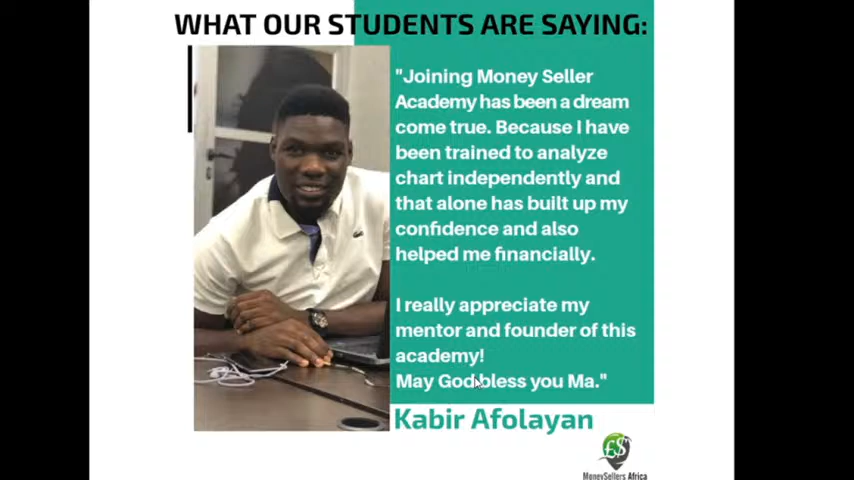 WHAT OUR STUDENTS ARE SAYING:
"Joining Money Seller
Academy has been a dream
come true. Because I have
been trained to analyze
chart independently and
that alone has built up my
confidence and also
helped me financially.
I really appreciate my
mentor and founder of this
academy!
May God bless you Ma."
Kabir Afolayan
£$
MoneySellers Africa